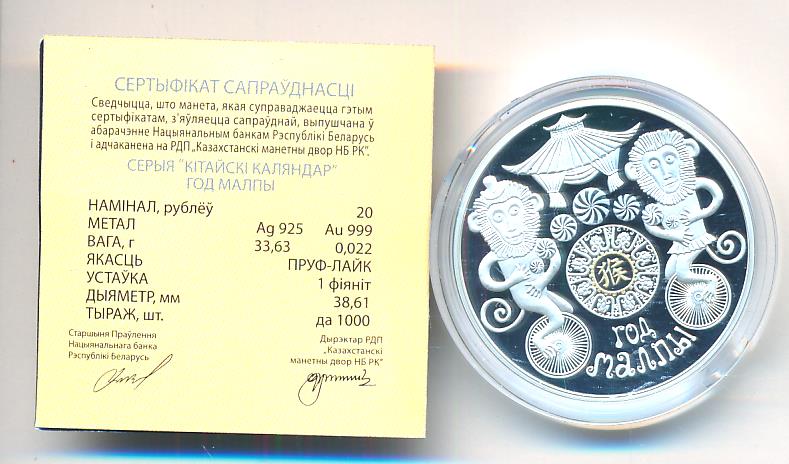 СЕРТЫФІКАТ САПРАЎДНАСЦІ
Сведчыцца, што манета, якая суправаджаецца гэтым
сертыфікатам, з'яўляецца сапраўднай, выпушчана ў
абарачэнне Нацыянальным банкам Рэспублікі Беларусь
і адчаканена на РДП „Казахстанскі манетны двор НБ РК".
СЕРЫЯ "КІТАЙСКІ КАЛЯНДАР"
ГОД МАЛПЫ
НАМІНАЛ, рублёў 20
МЕТАЛ Ag 925 Au 999
ВАГА, г 33,63 0,022
ЯКАСЦЬ ПРУФ-ЛАЙК
УСТАЎКА 1 фіяніт
ДЫЯМЕТР, мм 38,61
ТЫРАЖ, шт. да 1000
Старшыня Праўлення
Нацыянальнага банка
Рэспублікі Беларусь
Дырэктар РДП
„Казахстанскі
манетны двор НБ РК"
猴
ГОД
МАЛПЫ